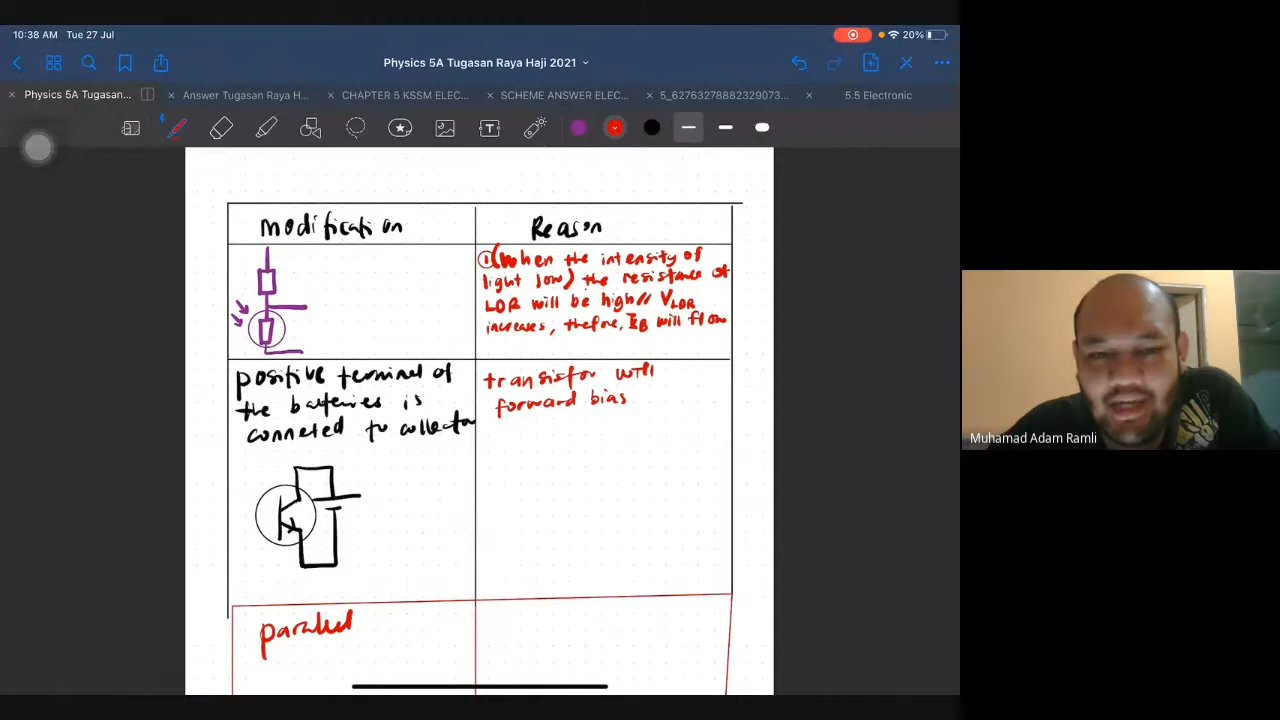 10:38 AM Tue 27 Jul
20%
Physics 5A Tugasan Raya Haji 2021
Physics 5A Tugasan...
Answer Tugasan Raya H...
CHAPTER 5 KSSM ELEC...
SCHEME ANSWER ELEC...
5_62763278882329073...
5.5 Electronic
modification
Reason
① (When the intensity of
light low) the resistance of
LDR will be high // VLDR
increases, therfore, IB will flow
positive terminal of
the batteries is
conneted to collector
transistor will
forward bias
parallel
Muhamad Adam Ramli